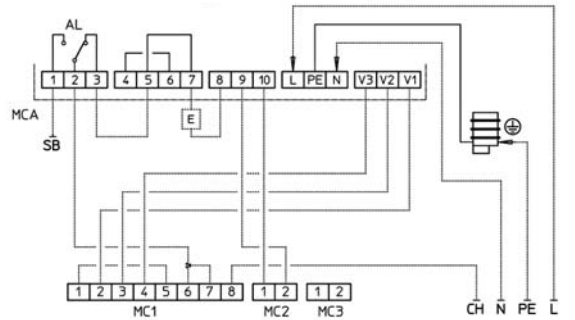 AL
1 2 3 4 5 6 7 8 9 10 L PE N V3 V2 V1
MCA
SB
E
1 2 3 4 5 6 7 8 1 2 1 2
MC1 MC2 MC3 CH N PE L